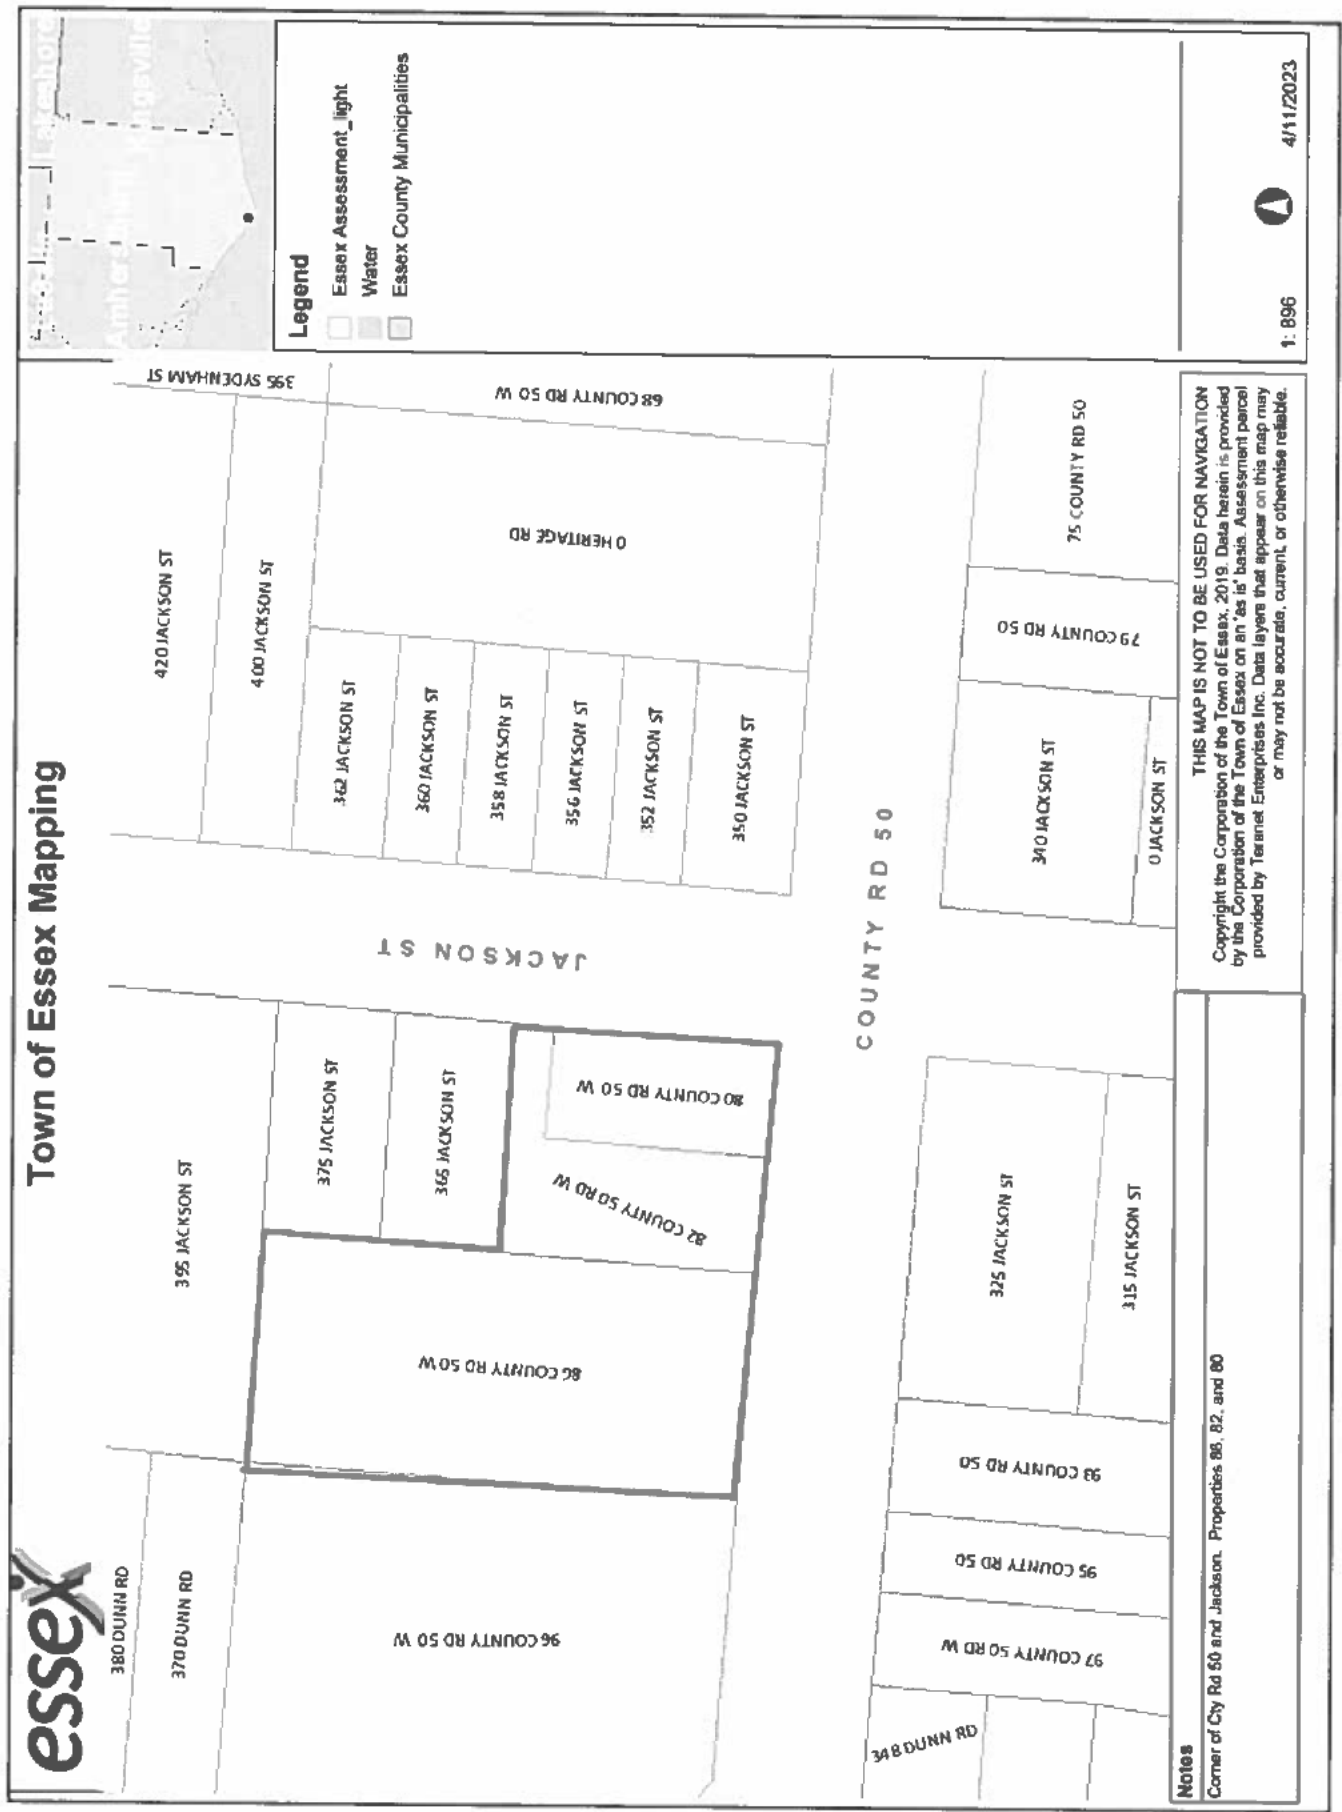 essex
Town of Essex Mapping
380 DUNN RD
370 DUNN RD
395 JACKSON ST
420 JACKSON ST
395 SYDENHAM ST
400 JACKSON ST
375 JACKSON ST
362 JACKSON ST
365 JACKSON ST
360 JACKSON ST
358 JACKSON ST
356 JACKSON ST
352 JACKSON ST
350 JACKSON ST
0 HERITAGE RD
68 COUNTY RD 50 W
JACKSON ST
96 COUNTY RD 50 W
86 COUNTY RD 50 W
82 COUNTY 50 RD W
80 COUNTY RD 50 W
COUNTY RD 50
348 DUNN RD
97 COUNTY 50 RD W
95 COUNTY RD 50
93 COUNTY RD 50
325 JACKSON ST
315 JACKSON ST
340 JACKSON ST
0 JACKSON ST
79 COUNTY RD 50
75 COUNTY RD 50
Lakeshore
Amherstburg
Kingsville
Legend
Essex Assessment_light
Water
Essex County Municipalities
1: 896
4/11/2023
Notes
Corner of Cty Rd 50 and Jackson. Properties 86, 82, and 80
THIS MAP IS NOT TO BE USED FOR NAVIGATION
Copyright the Corporation of the Town of Essex, 2019. Data herein is provided
by the Corporation of the Town of Essex on an 'as is' basis. Assessment parcel
provided by Teranet Enterprises Inc. Data layers that appear on this map may
or may not be accurate, current, or otherwise reliable.